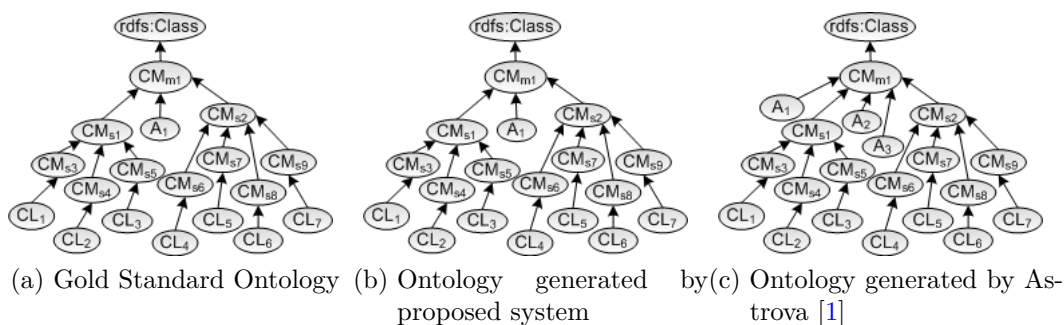 rdfs:Class
CMm1
CMs1
A1
CMs2
CMs3
CMs4
CMs5
CMs6
CMs7
CMs8
CMs9
CL1
CL2
CL3
CL4
CL5
CL6
CL7
(a) Gold Standard Ontology
rdfs:Class
CMm1
CMs1
A1
CMs2
CMs3
CMs4
CMs5
CMs6
CMs7
CMs8
CMs9
CL1
CL2
CL3
CL4
CL5
CL6
CL7
(b) Ontology generated by
proposed system
rdfs:Class
CMm1
A1
A2
A3
CMs1
CMs2
CMs3
CMs4
CMs5
CMs6
CMs7
CMs8
CMs9
CL1
CL2
CL3
CL4
CL5
CL6
CL7
(c) Ontology generated by As-
trova [1]